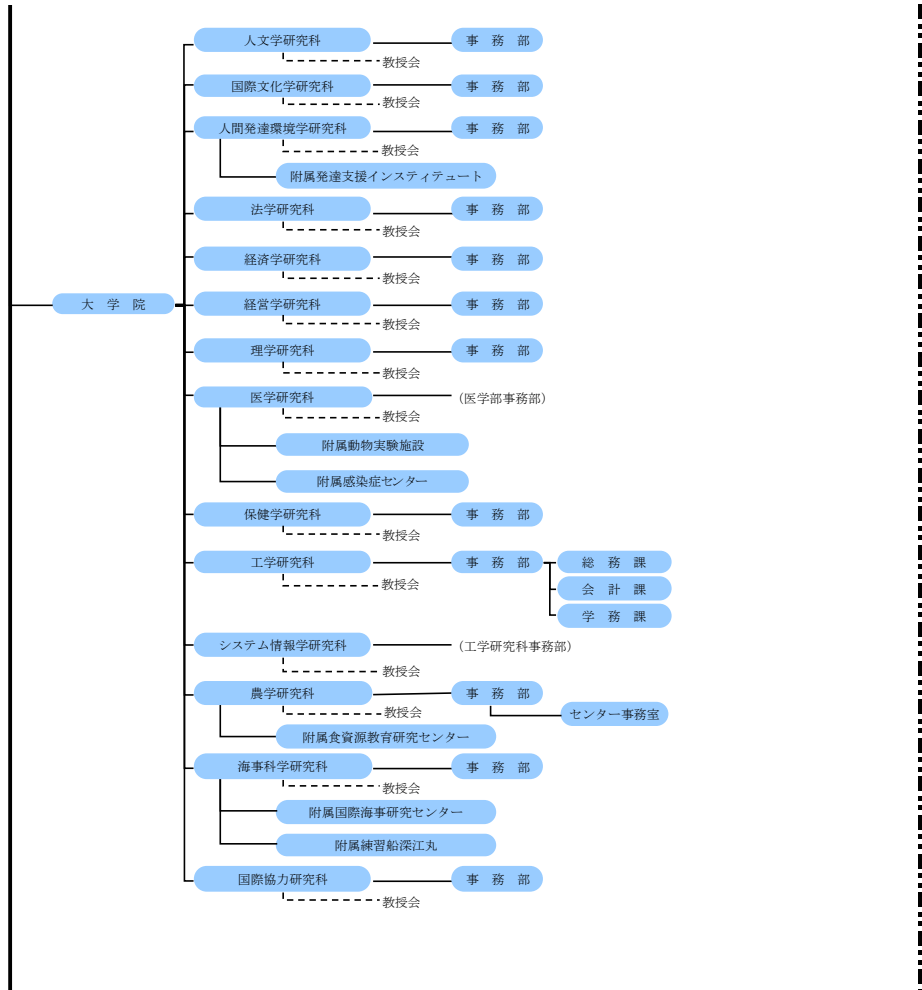 人文学研究科
事　務　部
教授会
国際文化学研究科
事　務　部
教授会
人間発達環境学研究科
事　務　部
教授会
附属発達支援インスティテュート
法学研究科
事　務　部
教授会
経済学研究科
事　務　部
教授会
大　学　院
経営学研究科
事　務　部
教授会
理学研究科
事　務　部
教授会
医学研究科
（医学部事務部）
教授会
附属動物実験施設
附属感染症センター
保健学研究科
事　務　部
教授会
工学研究科
事　務　部
総　務　課
教授会
会　計　課
学　務　課
システム情報学研究科
（工学研究科事務部）
教授会
農学研究科
事　務　部
教授会
センター事務室
附属食資源教育研究センター
海事科学研究科
事　務　部
教授会
附属国際海事研究センター
附属練習船深江丸
国際協力研究科
事　務　部
教授会